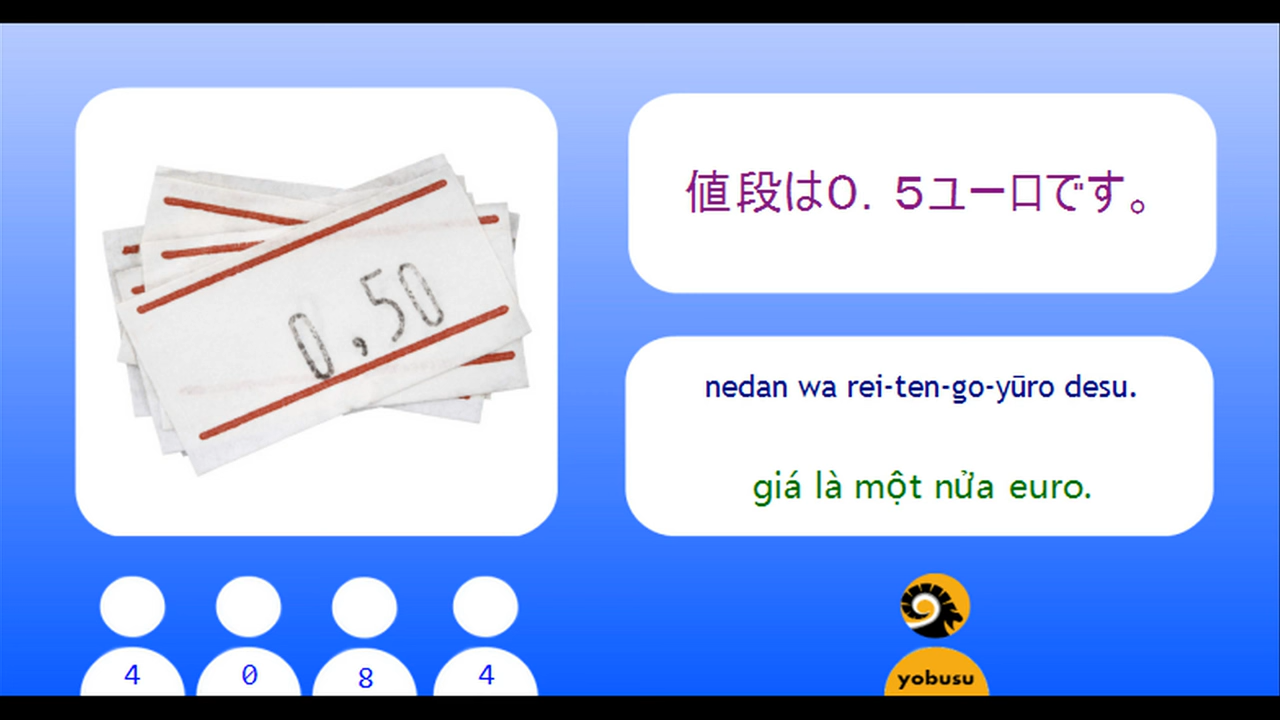 0,50
値段は0. 5ユーロです。
nedan wa rei-ten-go-yūro desu.
giá là một nửa euro.
4 0 8 4
yobusu